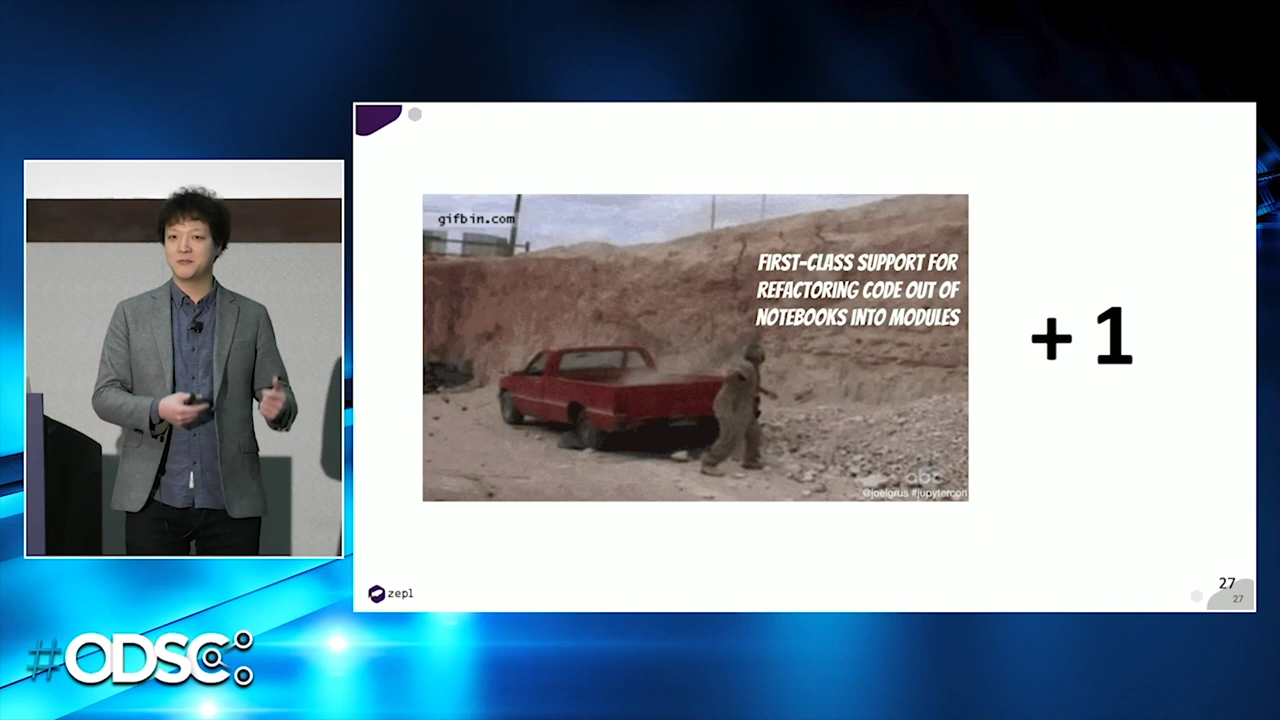 gifbin.com
FIRST-CLASS SUPPORT FOR
REFACTORING CODE OUT OF
NOTEBOOKS INTO MODULES
+ 1
abc
@joelgrus #jupytercon
zepl
27
27
#ODSC